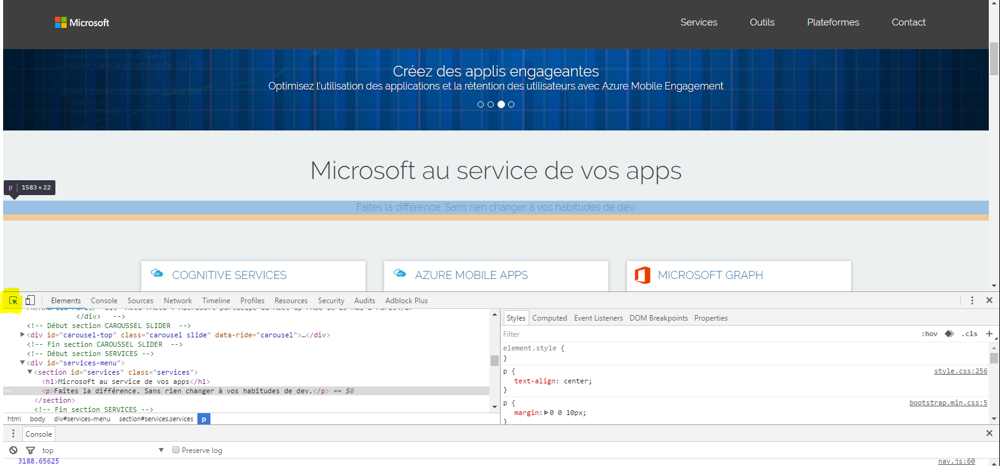 Microsoft
Services Outils Plateformes Contact
Créez des applis engageantes
Optimisez l'utilisation des applications et la rétention des utilisateurs avec Azure Mobile Engagement
Microsoft au service de vos apps
p 1583 × 22
Faites la différence. Sans rien changer à vos habitudes de dev.
COGNITIVE SERVICES AZURE MOBILE APPS MICROSOFT GRAPH
Elements Console Sources Network Timeline Profiles Resources Security Audits Adblock Plus
</div> -->
<!-- Début section CAROUSSEL SLIDER -->
<div id="carousel-top" class="carousel slide" data-ride="carousel">…</div>
<!-- Fin section CAROUSSEL SLIDER -->
<!-- Début section SERVICES -->
<div id="services-menu">
<section id="services" class="services">
<h1>Microsoft au service de vos apps</h1>
<p>Faites la différence. Sans rien changer à vos habitudes de dev.</p> == $0
</section>
<!-- Fin section SERVICES -->
html body div#services-menu section#services.services p
Styles Computed Event Listeners DOM Breakpoints Properties
Filter :hov .cls +
element.style {
}
p { style.css:256
text-align: center;
}
p { bootstrap.min.css:5
margin: 0 0 10px;
}
Console
top Preserve log
3188.65625 nav.js:60